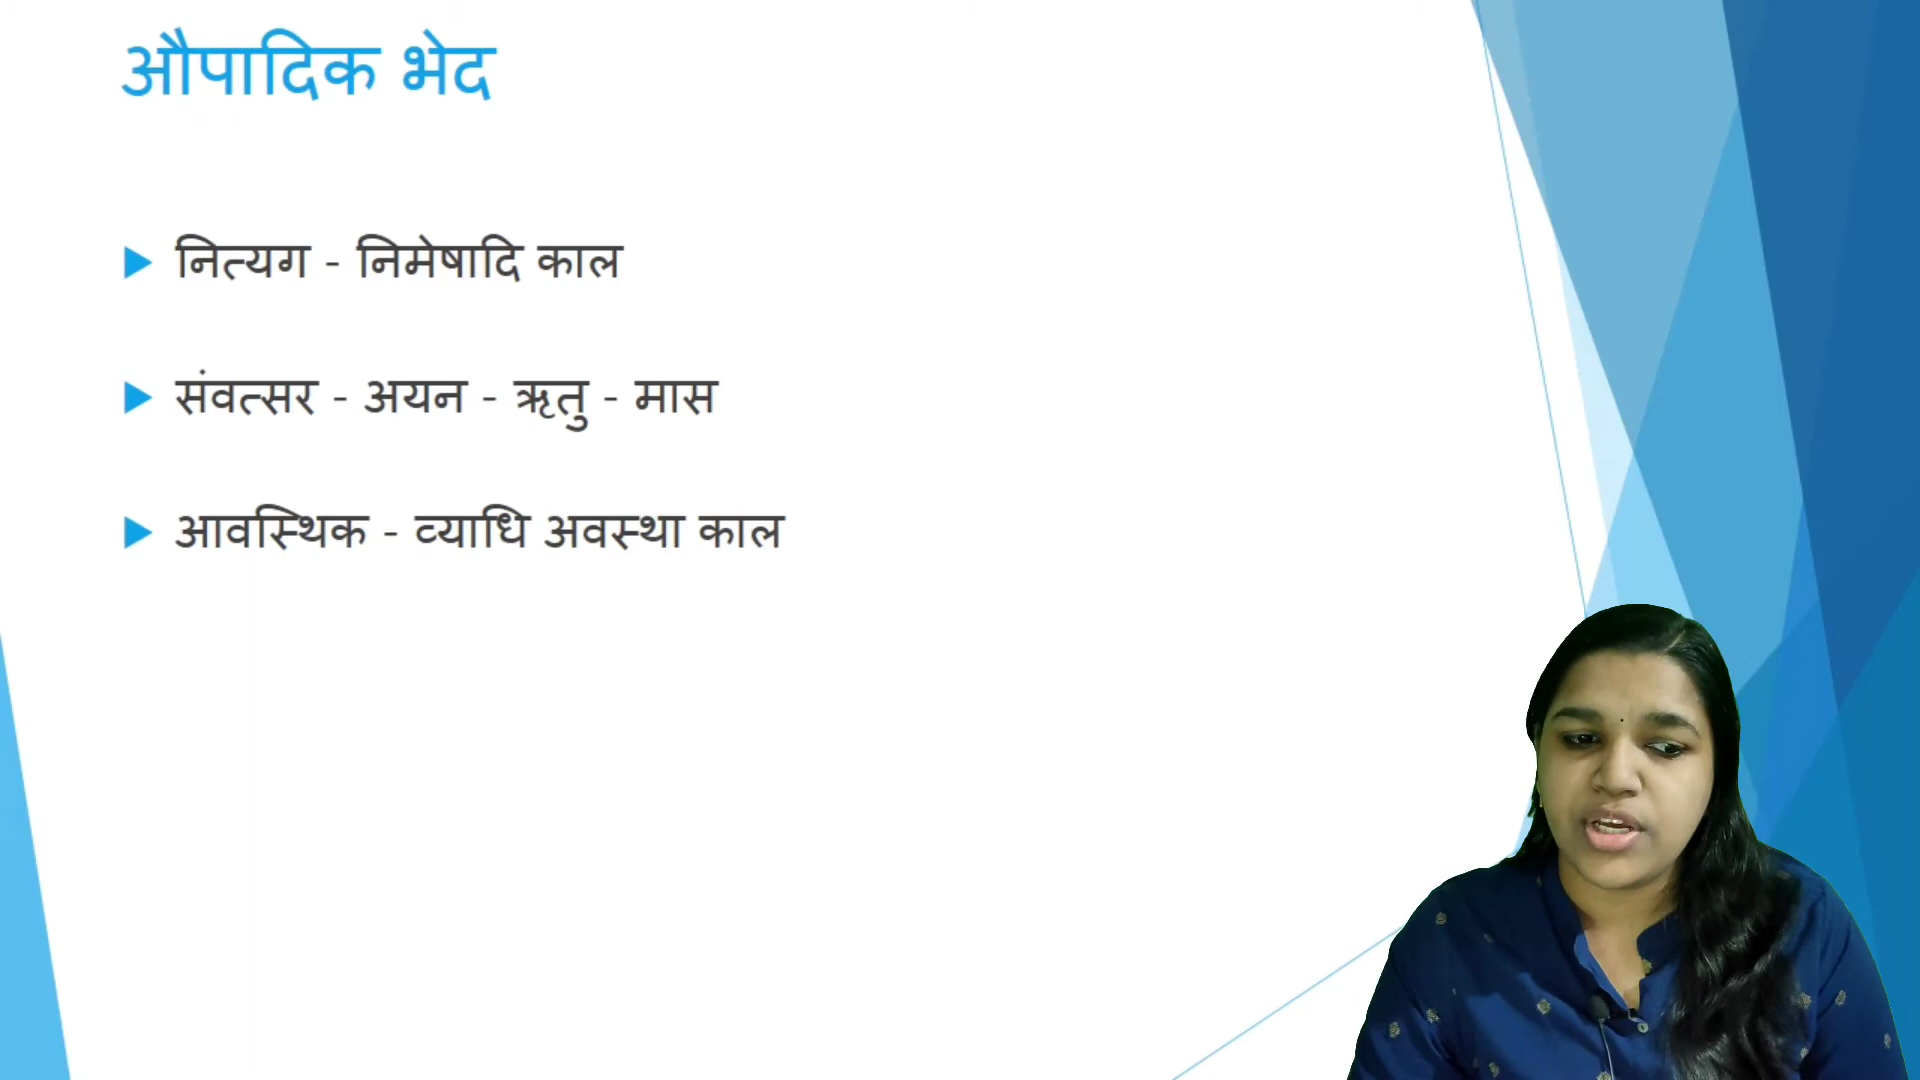 औपादिक भेद
नित्यग - निमेषादि काल
संवत्सर - अयन - ऋतु - मास
आवस्थिक - व्याधि अवस्था काल